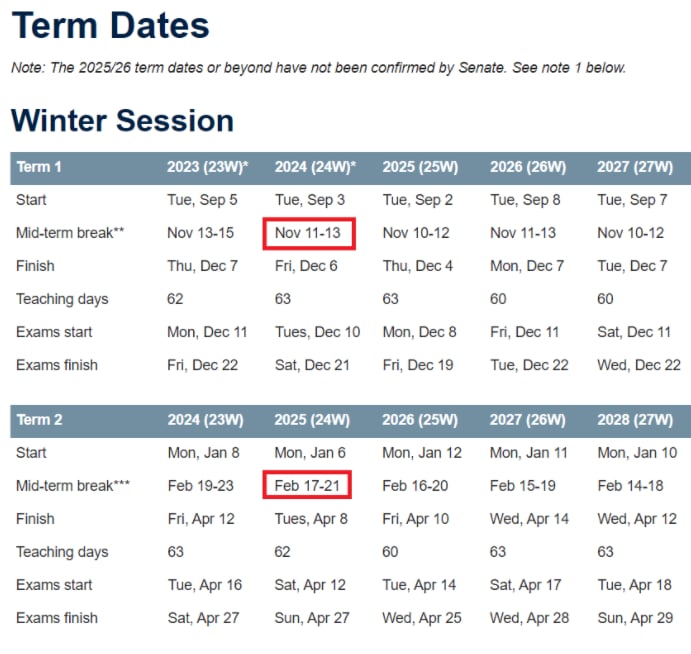 Term Dates
Note: The 2025/26 term dates or beyond have not been confirmed by Senate. See note 1 below.
Winter Session
Term 1 2023 (23W)* 2024 (24W)* 2025 (25W) 2026 (26W) 2027 (27W)
Start Tue, Sep 5 Tue, Sep 3 Tue, Sep 2 Tue, Sep 8 Tue, Sep 7
Mid-term break** Nov 13-15 Nov 11-13 Nov 10-12 Nov 11-13 Nov 10-12
Finish Thu, Dec 7 Fri, Dec 6 Thu, Dec 4 Mon, Dec 7 Tue, Dec 7
Teaching days 62 63 63 60 60
Exams start Mon, Dec 11 Tues, Dec 10 Mon, Dec 8 Fri, Dec 11 Sat, Dec 11
Exams finish Fri, Dec 22 Sat, Dec 21 Fri, Dec 19 Tue, Dec 22 Wed, Dec 22
Term 2 2024 (23W) 2025 (24W) 2026 (25W) 2027 (26W) 2028 (27W)
Start Mon, Jan 8 Mon, Jan 6 Mon, Jan 12 Mon, Jan 11 Mon, Jan 10
Mid-term break*** Feb 19-23 Feb 17-21 Feb 16-20 Feb 15-19 Feb 14-18
Finish Fri, Apr 12 Tues, Apr 8 Fri, Apr 10 Wed, Apr 14 Wed, Apr 12
Teaching days 63 62 60 63 63
Exams start Tue, Apr 16 Sat, Apr 12 Tue, Apr 14 Sat, Apr 17 Tue, Apr 18
Exams finish Sat, Apr 27 Sun, Apr 27 Wed, Apr 25 Wed, Apr 28 Sun, Apr 29